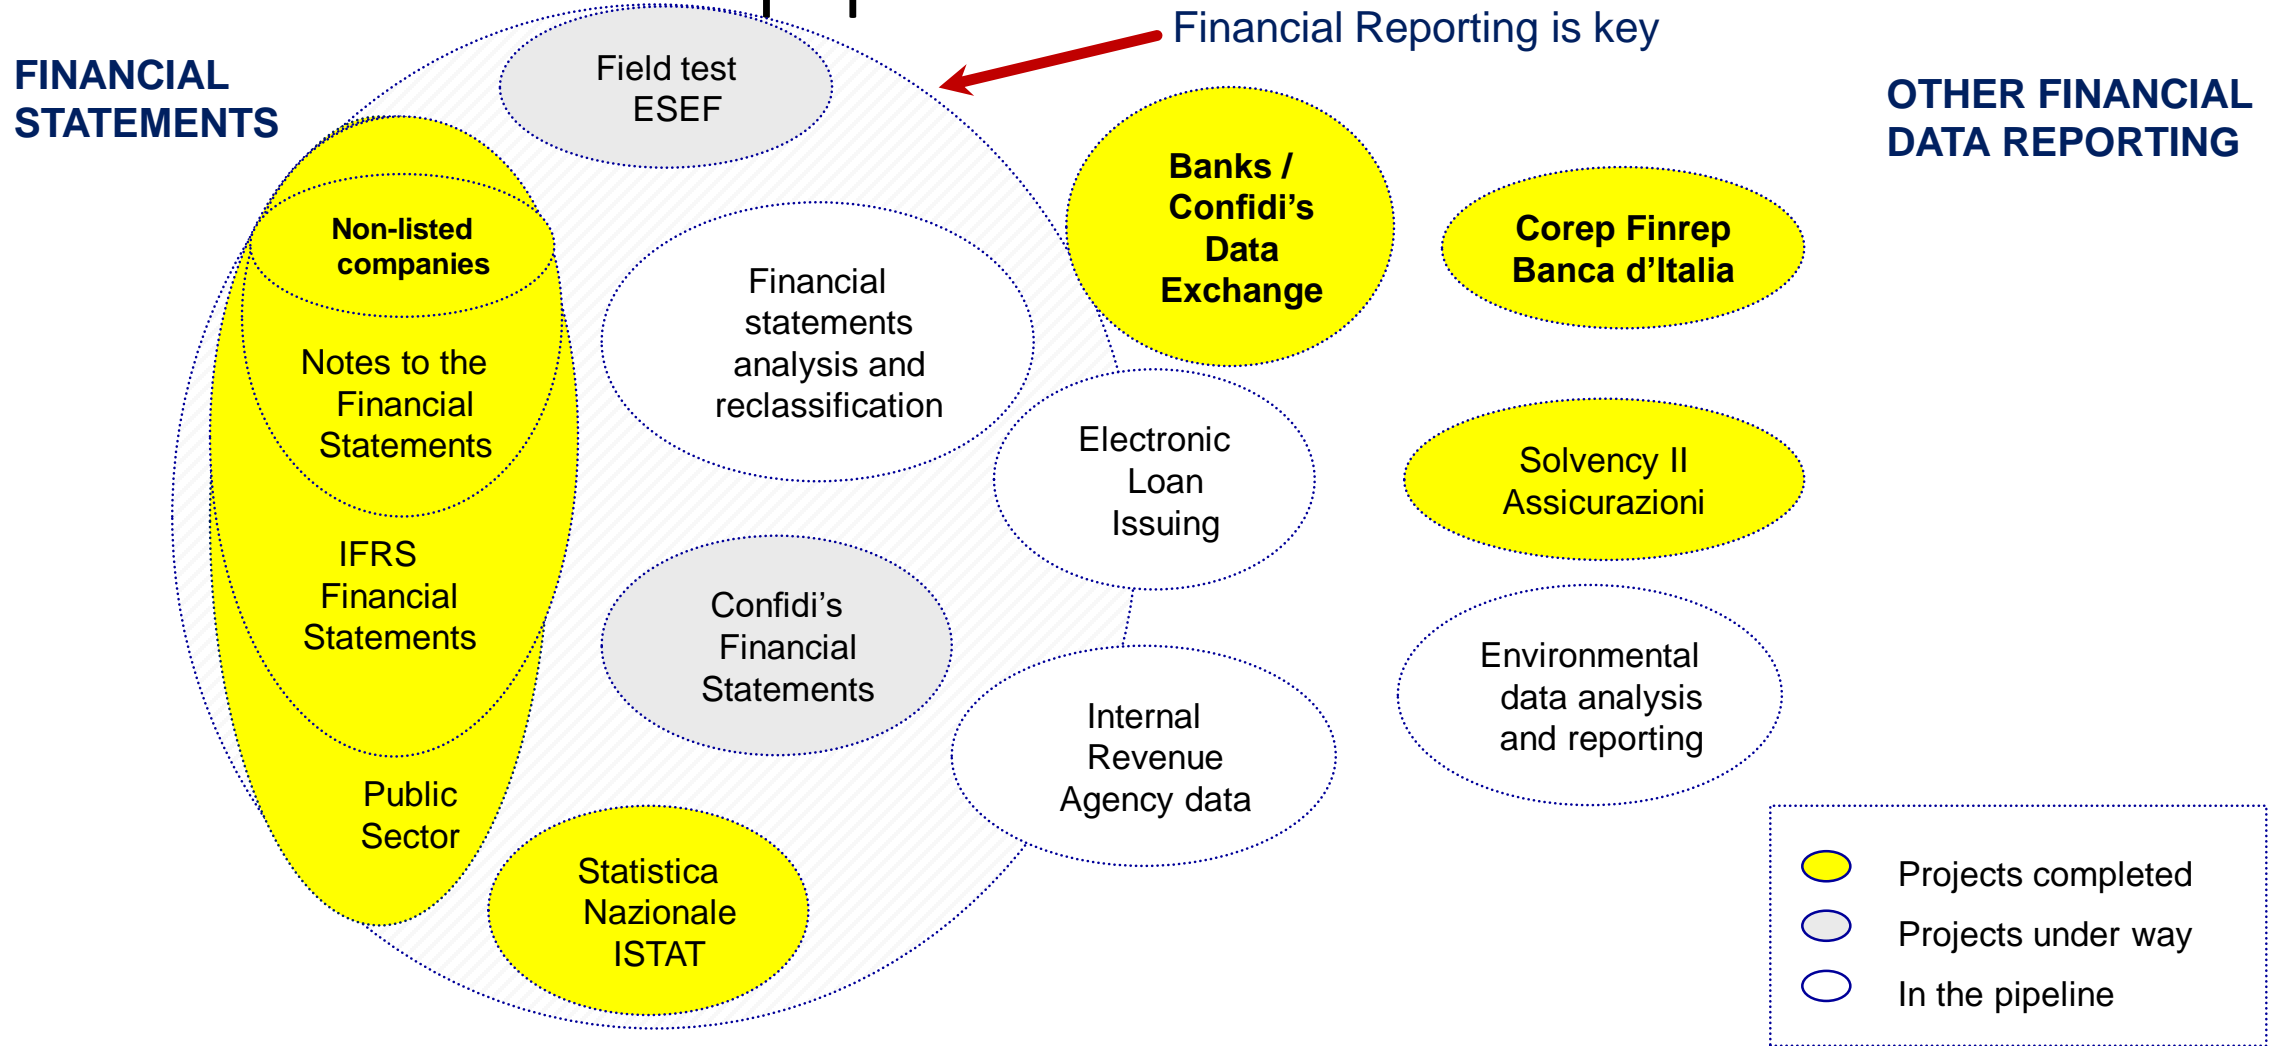 Financial Reporting is key
FINANCIAL
STATEMENTS
OTHER FINANCIAL
DATA REPORTING
Field test
ESEF
Non-listed
companies
Notes to the
Financial
Statements
IFRS
Financial
Statements
Public
Sector
Financial
statements
analysis and
reclassification
Confidi’s
Financial
Statements
Statistica
Nazionale
ISTAT
Banks /
Confidi’s
Data
Exchange
Electronic
Loan
Issuing
Internal
Revenue
Agency data
Corep Finrep
Banca d’Italia
Solvency II
Assicurazioni
Environmental
data analysis
and reporting
Projects completed
Projects under way
In the pipeline